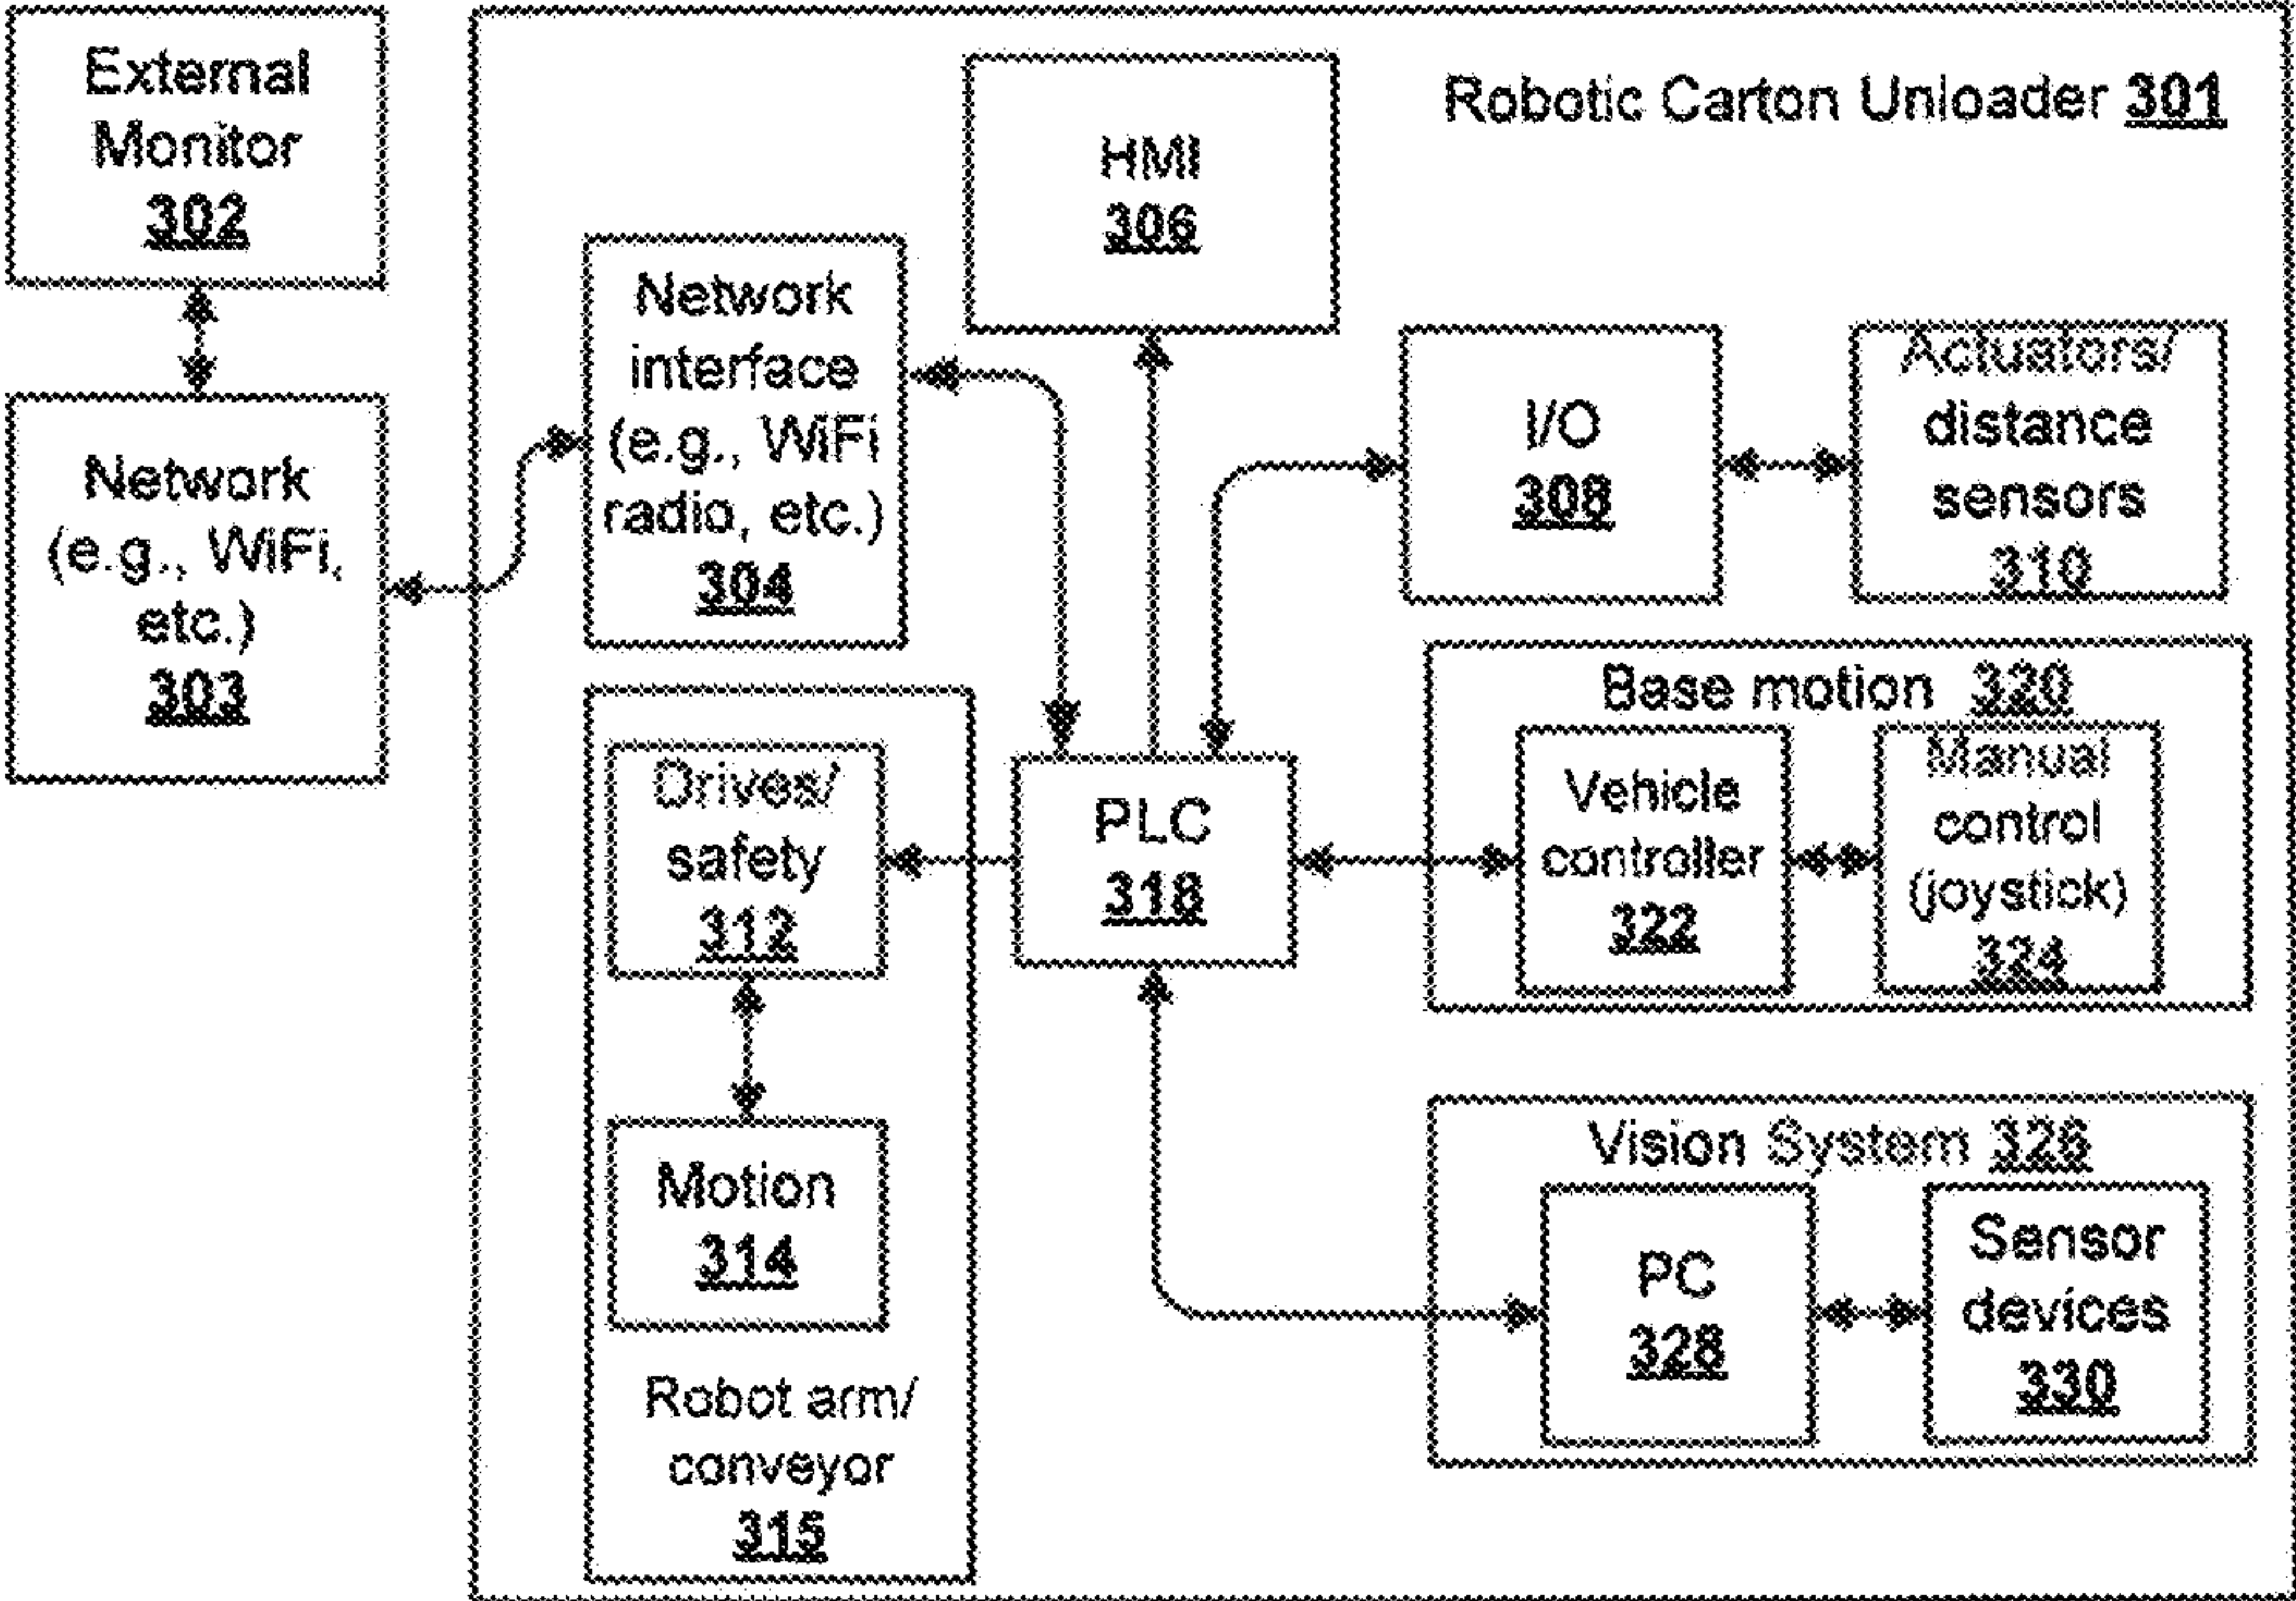 External
Monitor
302
Network
(e.g., WiFi,
etc.)
303
Robotic Carton Unloader 301
HMI
306
Network
interface
(e.g., WiFi
radio, etc.)
304
I/O
308
Actuators/
distance
sensors
310
Drives/
safety
312
Motion
314
Robot arm/
conveyor
315
PLC
318
Base motion 320
Vehicle
controller
322
Manual
control
(joystick)
324
Vision System 326
PC
328
Sensor
devices
330